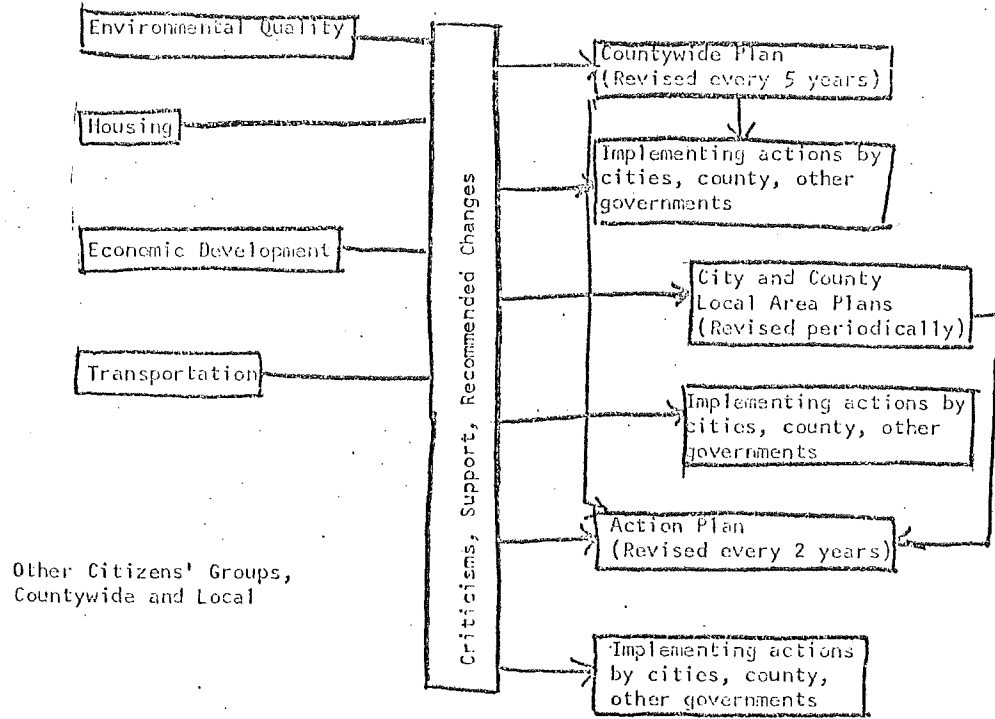 Environmental Quality
Housing
Economic Development
Transportation
Other Citizens' Groups,
Countywide and Local
Criticisms, Support, Recommended Changes
Countywide Plan
(Revised every 5 years)
Implementing actions by
cities, county, other
governments
City and County
Local Area Plans
(Revised periodically)
Implementing actions by
cities, county, other
governments
Action Plan
(Revised every 2 years)
Implementing actions
by cities, county,
other governments